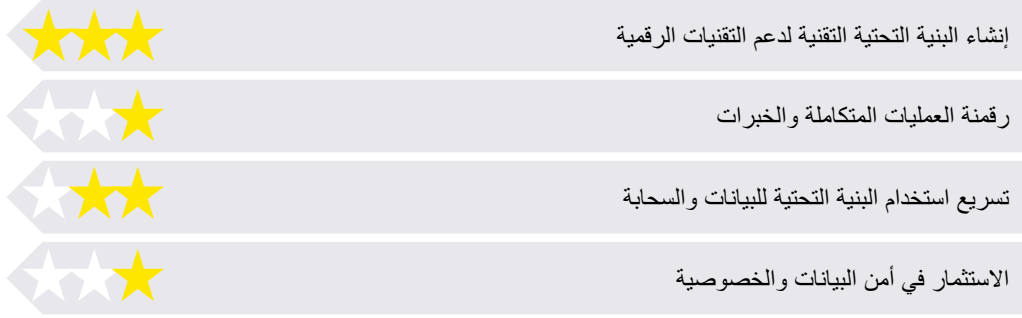 إنشاء البنية التحتية التقنية لدعم التقنيات الرقمية
رقمنة العمليات المتكاملة والخبرات
تسريع استخدام البنية التحتية للبيانات والسحابة
الاستثمار في أمن البيانات والخصوصية